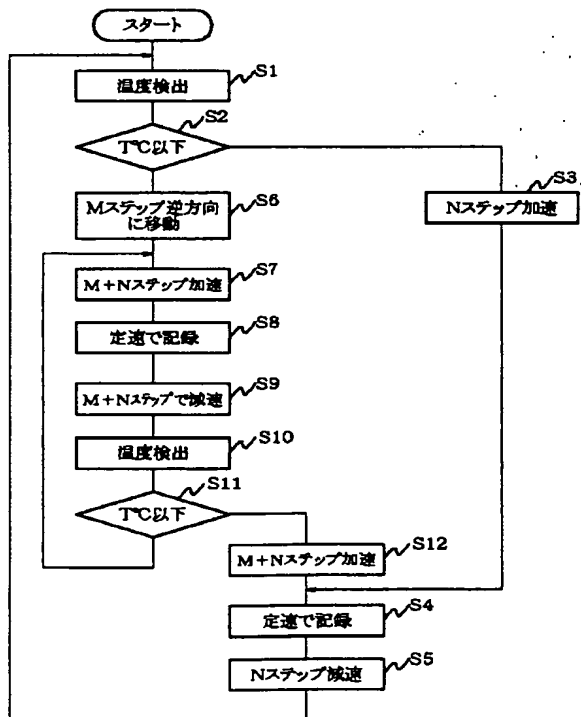 スタート
温度検出
S1
T℃以下
S2
Mステップ逆方向
に移動
S6
Nステップ加速
S3
M+Nステップ加速
S7
定速で記録
S8
M+Nステップで減速
S9
温度検出
S10
T℃以下
S11
M+Nステップ加速
S12
定速で記録
S4
Nステップ減速
S5